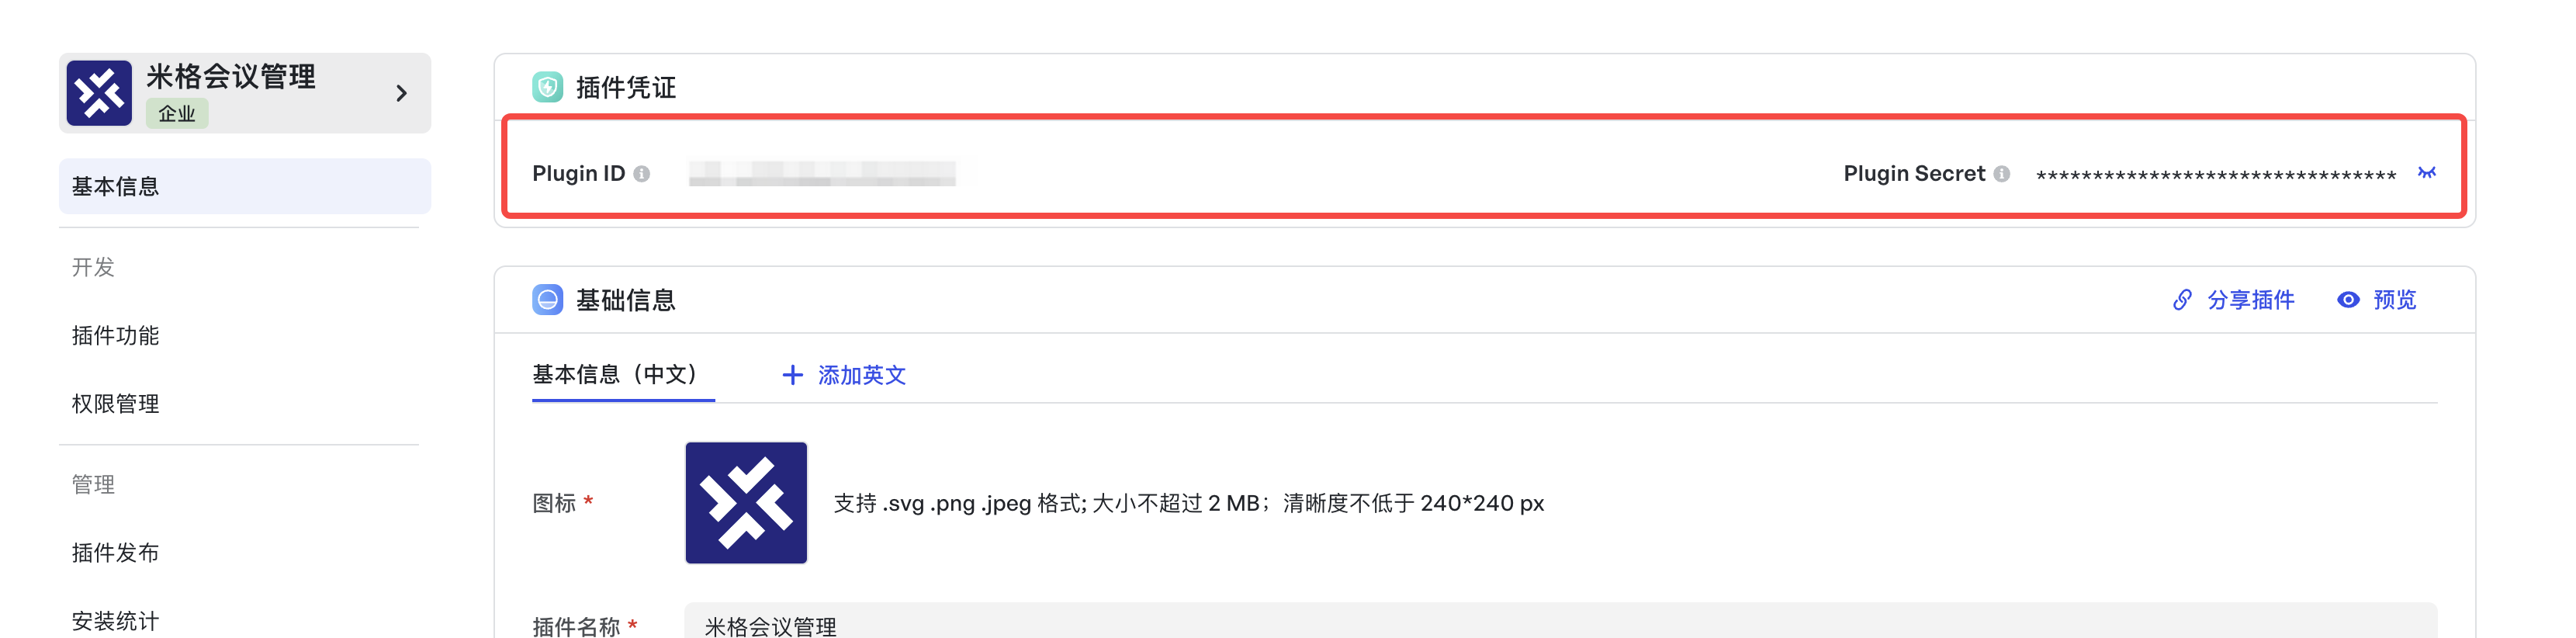 米格会议管理
企业
基本信息
开发
插件功能
权限管理
管理
插件发布
安装统计
插件凭证
Plugin ID
Plugin Secret ********************************
基础信息
分享插件 预览
基本信息（中文） + 添加英文
图标 * 支持 .svg .png .jpeg 格式; 大小不超过 2 MB；清晰度不低于 240*240 px
插件名称 * 米格会议管理